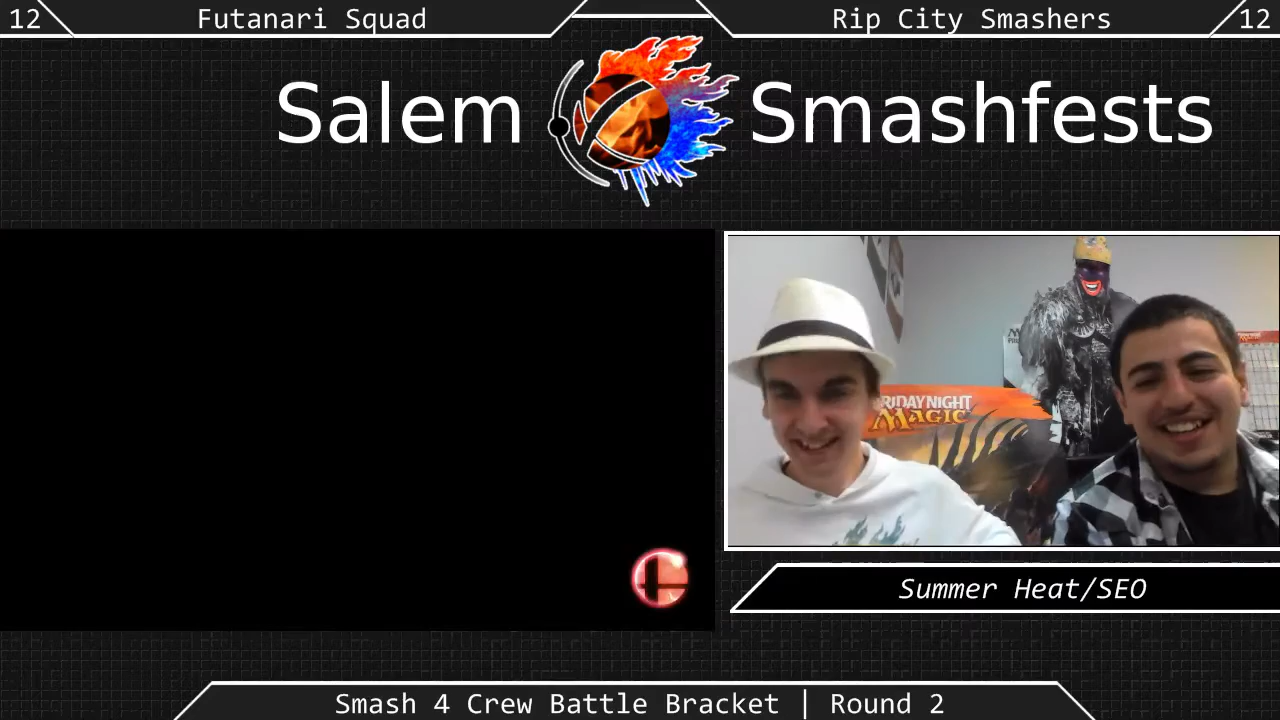 12 Futanari Squad Rip City Smashers 12
Salem Smashfests
FRIDAY NIGHT
MAGIC
Summer Heat/SEO
Smash 4 Crew Battle Bracket | Round 2